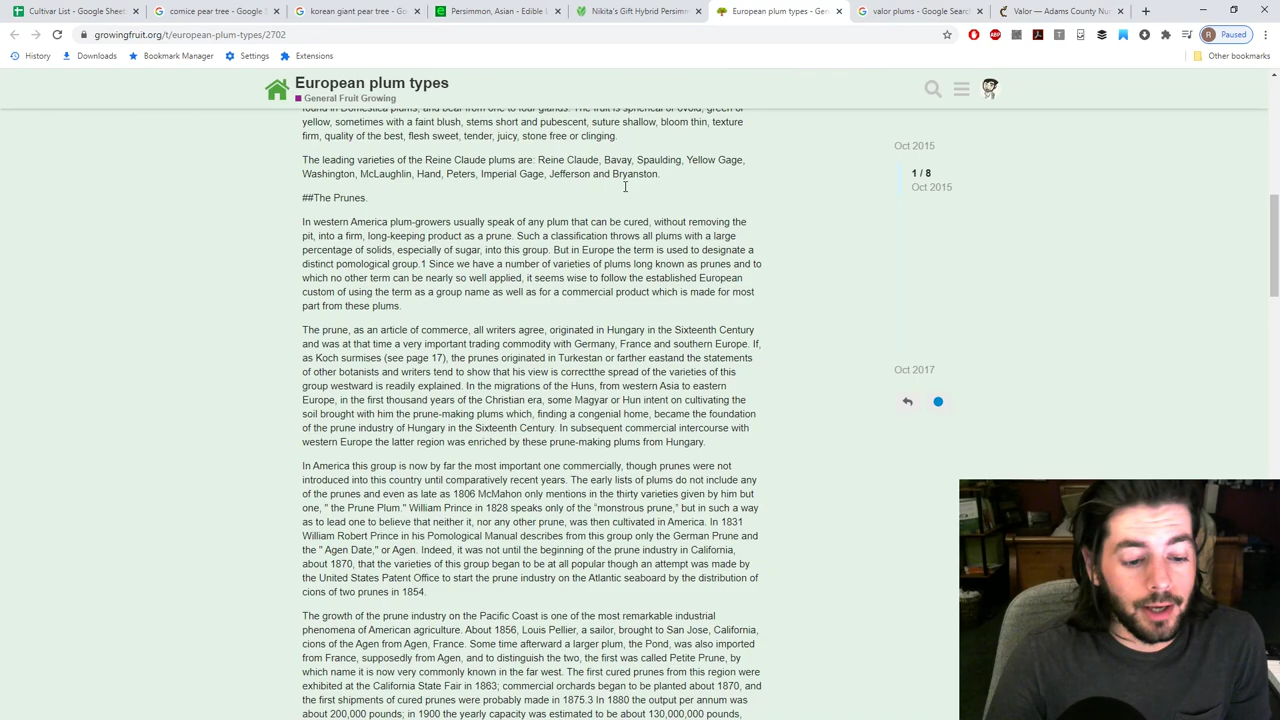 Cultivar List - Google Sheet
comice pear tree - Google
korean giant pear tree - Go
Persimmon, Asian - Edible
Nikita's Gift Hybrid Persimm
European plum types - Ge
valor plums - Google Searc
Valor — Adams County Nu
growingfruit.org/t/european-plum-types/2702
R Paused
History
Downloads
Bookmark Manager
Settings
Extensions
Other bookmarks
European plum types
General Fruit Growing
found in Domestica plums, and bear from one to four glands. The fruit is spherical or ovoid, green or
yellow, sometimes with a faint blush, stems short and pubescent, suture shallow, bloom thin, texture
firm, quality of the best, flesh sweet, tender, juicy, stone free or clinging.
The leading varieties of the Reine Claude plums are: Reine Claude, Bavay, Spaulding, Yellow Gage,
Washington, McLaughlin, Hand, Peters, Imperial Gage, Jefferson and Bryanston.
##The Prunes.
In western America plum-growers usually speak of any plum that can be cured, without removing the
pit, into a firm, long-keeping product as a prune. Such a classification throws all plums with a large
percentage of solids, especially of sugar, into this group. But in Europe the term is used to designate a
distinct pomological group.1 Since we have a number of varieties of plums long known as prunes and to
which no other term can be nearly so well applied, it seems wise to follow the established European
custom of using the term as a group name as well as for a commercial product which is made for most
part from these plums.
The prune, as an article of commerce, all writers agree, originated in Hungary in the Sixteenth Century
and was at that time a very important trading commodity with Germany, France and southern Europe. If,
as Koch surmises (see page 17), the prunes originated in Turkestan or farther eastand the statements
of other botanists and writers tend to show that his view is correctthe spread of the varieties of this
group westward is readily explained. In the migrations of the Huns, from western Asia to eastern
Europe, in the first thousand years of the Christian era, some Magyar or Hun intent on cultivating the
soil brought with him the prune-making plums which, finding a congenial home, became the foundation
of the prune industry of Hungary in the Sixteenth Century. In subsequent commercial intercourse with
western Europe the latter region was enriched by these prune-making plums from Hungary.
In America this group is now by far the most important one commercially, though prunes were not
introduced into this country until comparatively recent years. The early lists of plums do not include any
of the prunes and even as late as 1806 McMahon only mentions in the thirty varieties given by him but
one, " the Prune Plum." William Prince in 1828 speaks only of the "monstrous prune," but in such a way
as to lead one to believe that neither it, nor any other prune, was then cultivated in America. In 1831
William Robert Prince in his Pomological Manual describes from this group only the German Prune and
the " Agen Date," or Agen. Indeed, it was not until the beginning of the prune industry in California,
about 1870, that the varieties of this group began to be at all popular though an attempt was made by
the United States Patent Office to start the prune industry on the Atlantic seaboard by the distribution of
cions of two prunes in 1854.
The growth of the prune industry on the Pacific Coast is one of the most remarkable industrial
phenomena of American agriculture. About 1856, Louis Pellier, a sailor, brought to San Jose, California,
cions of the Agen from Agen, France. Some time afterward a larger plum, the Pond, was also imported
from France, supposedly from Agen, and to distinguish the two, the first was called Petite Prune, by
which name it is now very commonly known in the far west. The first cured prunes from this region were
exhibited at the California State Fair in 1863; commercial orchards began to be planted about 1870, and
the first shipments of cured prunes were probably made in 1875.3 In 1880 the output per annum was
about 200,000 pounds; in 1900 the yearly capacity was estimated to be about 130,000,000 pounds,
Oct 2015
1 / 8
Oct 2015
Oct 2017